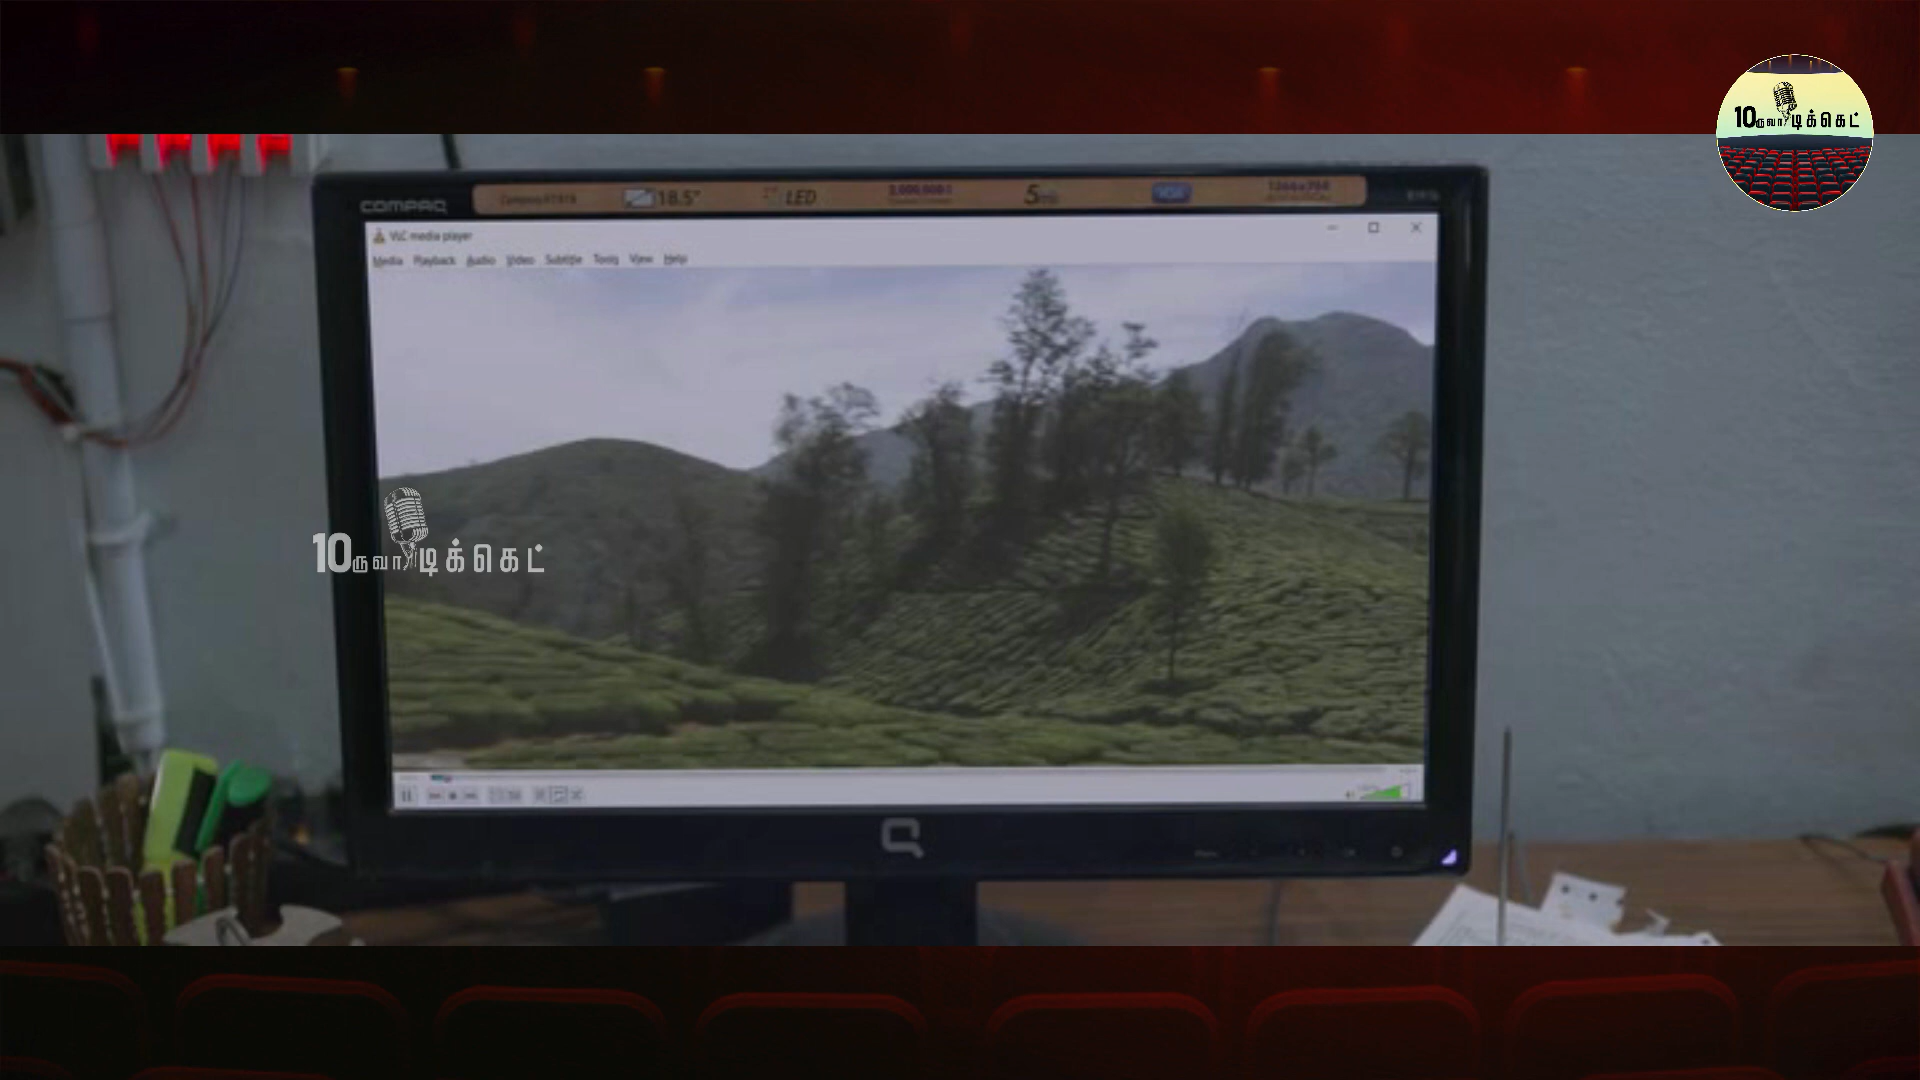 10ருவா டிக்கெட்
COMPAQ
18.5"
LED
5ms
VLC media player
Media Playback Audio Video Subtitle Tools View Help
10ருவா டிக்கெட்